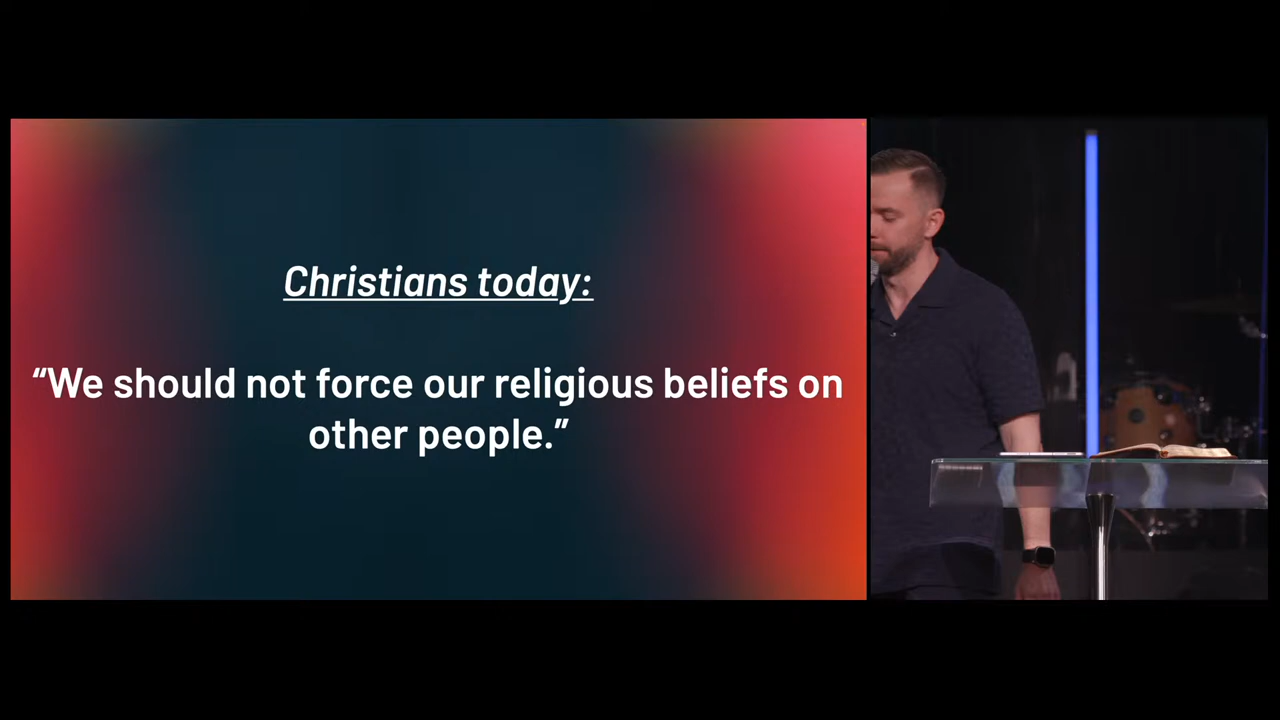 Christians today:
“We should not force our religious beliefs on
other people.”